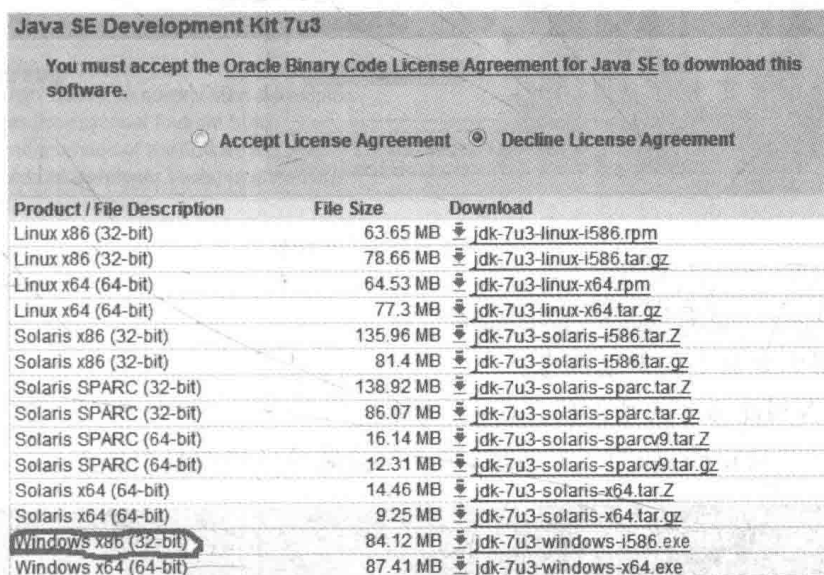 Java SE Development Kit 7u3
You must accept the Oracle Binary Code License Agreement for Java SE to download this
software.
Accept License Agreement Decline License Agreement
Product / File Description File Size Download
Linux x86 (32-bit) 63.65 MB jdk-7u3-linux-i586.rpm
Linux x86 (32-bit) 78.66 MB jdk-7u3-linux-i586.tar.gz
Linux x64 (64-bit) 64.53 MB jdk-7u3-linux-x64.rpm
Linux x64 (64-bit) 77.3 MB jdk-7u3-linux-x64.tar.gz
Solaris x86 (32-bit) 135.96 MB jdk-7u3-solaris-i586.tar.Z
Solaris x86 (32-bit) 81.4 MB jdk-7u3-solaris-i586.tar.gz
Solaris SPARC (32-bit) 138.92 MB jdk-7u3-solaris-sparc.tar.Z
Solaris SPARC (32-bit) 86.07 MB jdk-7u3-solaris-sparc.tar.gz
Solaris SPARC (64-bit) 16.14 MB jdk-7u3-solaris-sparcv9.tar.Z
Solaris SPARC (64-bit) 12.31 MB jdk-7u3-solaris-sparcv9.tar.gz
Solaris x64 (64-bit) 14.46 MB jdk-7u3-solaris-x64.tar.Z
Solaris x64 (64-bit) 9.25 MB jdk-7u3-solaris-x64.tar.gz
Windows x86 (32-bit) 84.12 MB jdk-7u3-windows-i586.exe
Windows x64 (64-bit) 87.41 MB jdk-7u3-windows-x64.exe